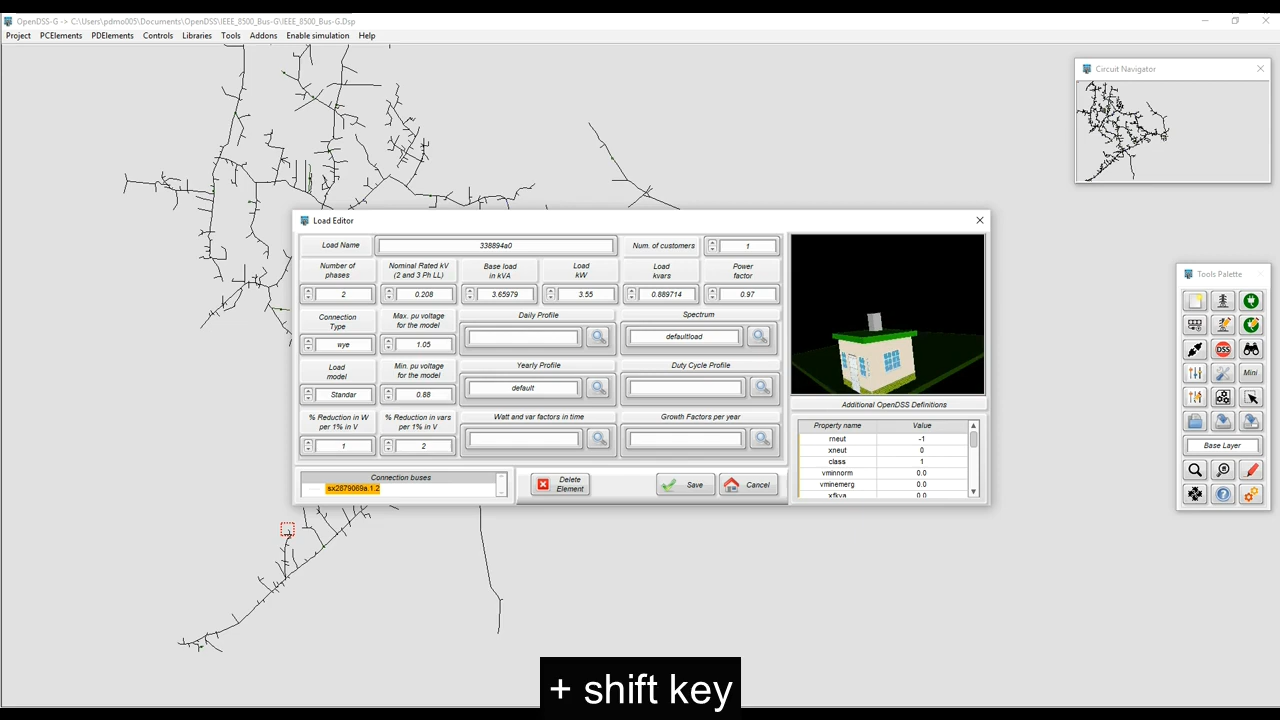 OpenDSS-G -> C:\Users\pdmo005\Documents\OpenDSS\IEEE_8500_Bus-G\IEEE_8500_Bus-G.Dsp
Project PCElements PDElements Controls Libraries Tools Addons Enable simulation Help
Circuit Navigator
Load Editor
Load Name
338894a0
Num. of customers
1
Number of
phases
Nominal Rated kV
(2 and 3 Ph LL)
Base load
in kVA
Load
kW
Load
kvars
Power
factor
2
0.208
3.65979
3.55
0.889714
0.97
Connection
Type
Max. pu voltage
for the model
Daily Profile
Spectrum
wye
1.05
defaultload
Load
model
Min. pu voltage
for the model
Yearly Profile
Duty Cycle Profile
Standar
0.88
default
% Reduction in W
per 1% in V
% Reduction in vars
per 1% in V
Watt and var factors in time
Growth Factors per year
1
2
Connection buses
sx2879069a.1.2
Delete
Element
Save
Cancel
Additional OpenDSS Definitions
Property name Value
rneut -1
xneut 0
class 1
vminnorm 0.0
vminemerg 0.0
xfkva 0.0
Tools Palette
DSS
Mini
Base Layer
+ shift key